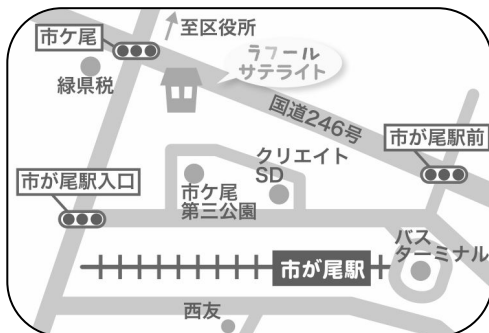 至区役所
市ケ尾
ラフール
サテライト
緑県税
国道246号
市が尾駅前
クリエイト
SD
市が尾駅入口
市ケ尾
第三公園
バス
ターミナル
市が尾駅
西友